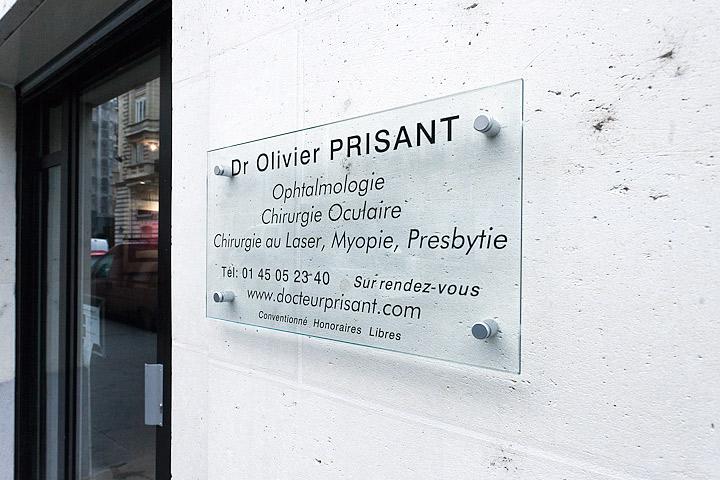 Dr Olivier PRISANT
Ophtalmologie
Chirurgie Oculaire
Chirurgie au Laser, Myopie, Presbytie
Tél: 01 45 05 23 40 Sur rendez-vous
www.docteurprisant.com
Conventionné Honoraires Libres